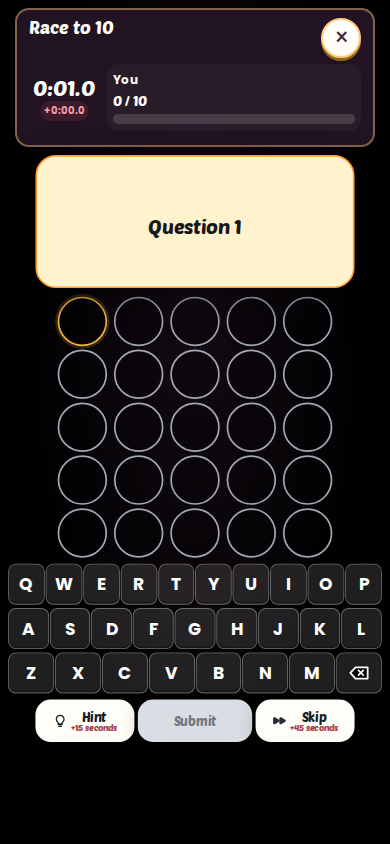 Race to 10
×
0:01.0
+0:00.0
You
0 / 10
Question 1
Q W E R T Y U I O P
A S D F G H J K L
Z X C V B N M
Hint
+15 seconds
Submit
Skip
+45 seconds